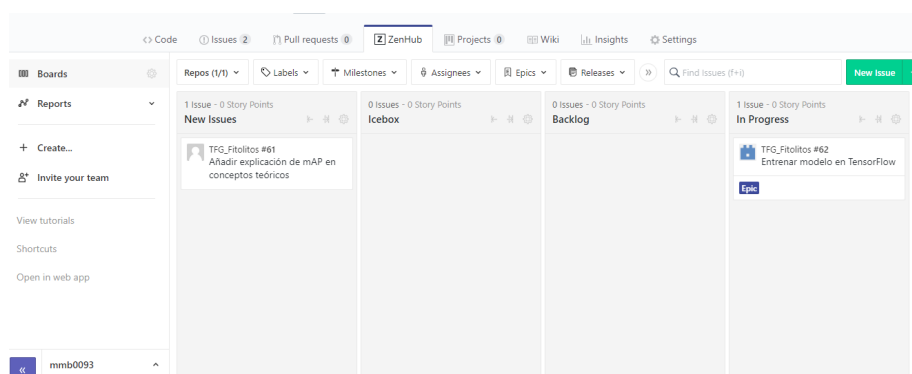 Code Issues 2 Pull requests 0 Z ZenHub Projects 0 Wiki Insights Settings
Boards
Reports
Create...
Invite your team
View tutorials
Shortcuts
Open in web app
« mmb0093
Repos (1/1) Labels Milestones Assignees Epics Releases » Find Issues (f+i) New Issue
1 Issue - 0 Story Points
New Issues
TFG_Fitolitos #61
Añadir explicación de mAP en
conceptos teóricos
0 Issues - 0 Story Points
Icebox
0 Issues - 0 Story Points
Backlog
1 Issue - 0 Story Points
In Progress
TFG_Fitolitos #62
Entrenar modelo en TensorFlow
Epic